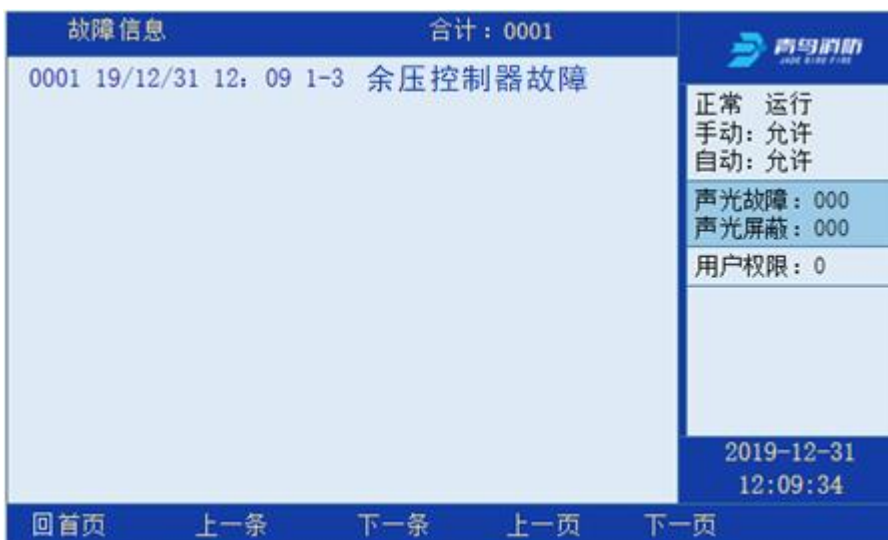 故障信息 合计：0001
0001 19/12/31 12：09 1-3 余压控制器故障
青鸟消防
JADE BIRD FIRE
正常 运行
手动：允许
自动：允许
声光故障：000
声光屏蔽：000
用户权限：0
2019-12-31
12:09:34
回首页 上一条 下一条 上一页 下一页